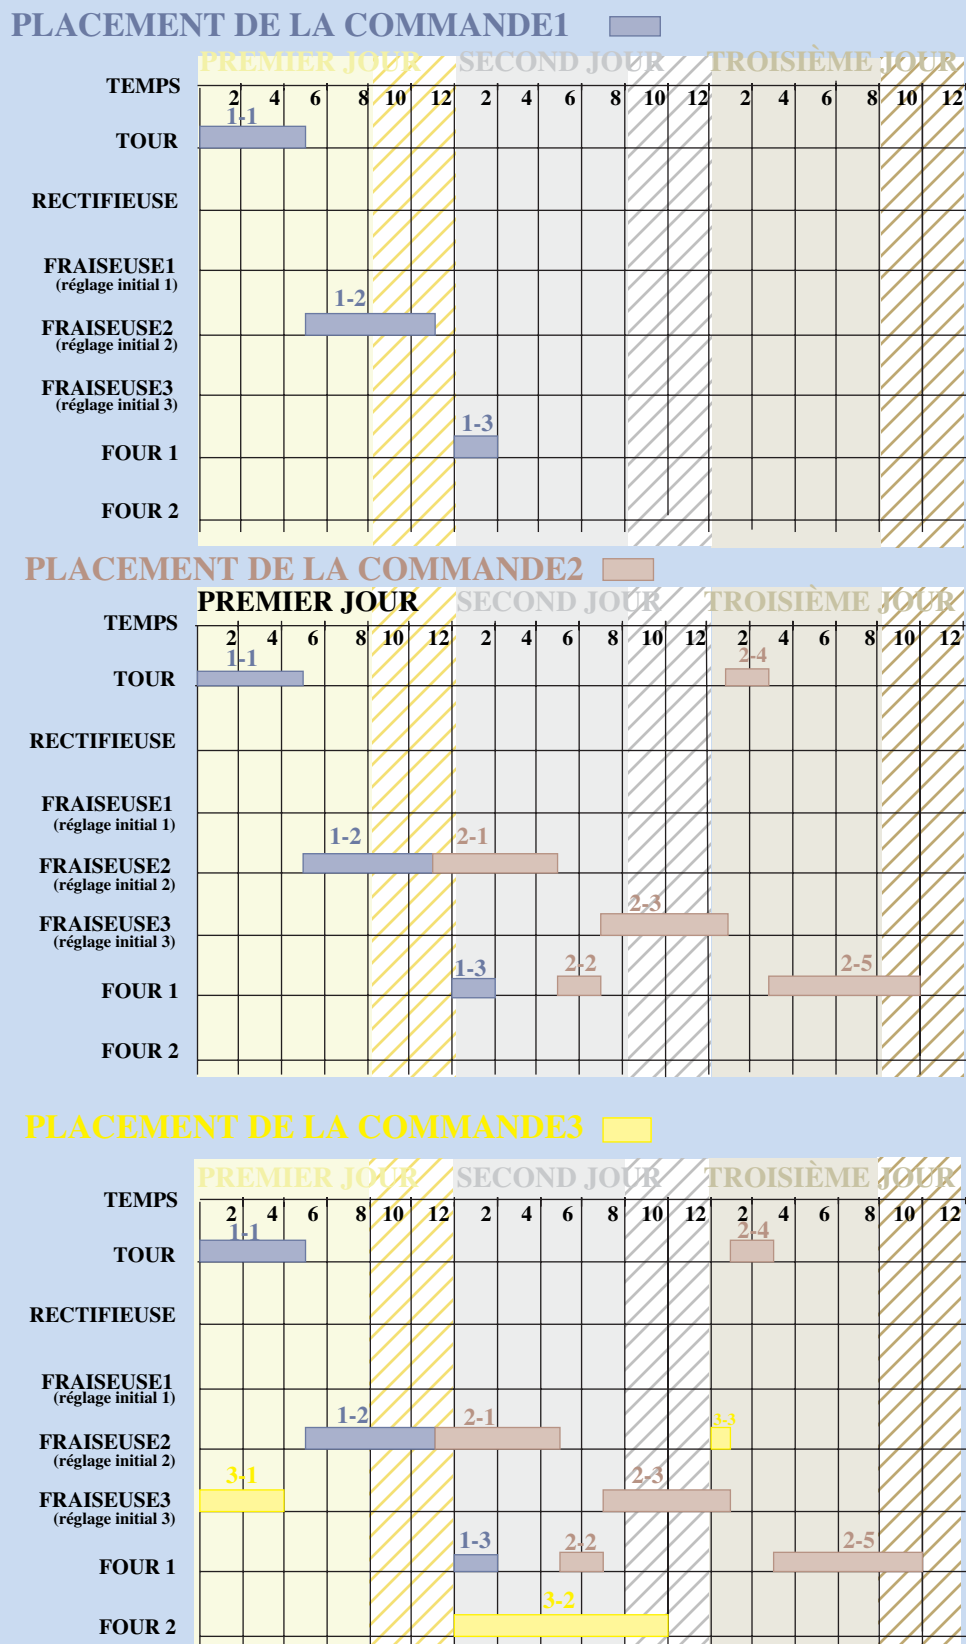 PLACEMENT DE LA COMMANDE1
PREMIER JOUR SECOND JOUR TROISIÈME JOUR
TEMPS
2 4 6 8 10 12 2 4 6 8 10 12 2 4 6 8 10 12
1-1
TOUR
RECTIFIEUSE
FRAISEUSE1
(réglage initial 1)
1-2
FRAISEUSE2
(réglage initial 2)
FRAISEUSE3
(réglage initial 3)
1-3
FOUR 1
FOUR 2
PLACEMENT DE LA COMMANDE2
PREMIER JOUR SECOND JOUR TROISIÈME JOUR
TEMPS
2 4 6 8 10 12 2 4 6 8 10 12 2 4 6 8 10 12
1-1 2-4
TOUR
RECTIFIEUSE
FRAISEUSE1
(réglage initial 1)
1-2 2-1
FRAISEUSE2
(réglage initial 2)
2-3
FRAISEUSE3
(réglage initial 3)
1-3 2-2 2-5
FOUR 1
FOUR 2
PLACEMENT DE LA COMMANDE3
PREMIER JOUR SECOND JOUR TROISIÈME JOUR
TEMPS
2 4 6 8 10 12 2 4 6 8 10 12 2 4 6 8 10 12
1-1 2-4
TOUR
RECTIFIEUSE
FRAISEUSE1
(réglage initial 1)
1-2 2-1 3-3
FRAISEUSE2
(réglage initial 2)
3-1 2-3
FRAISEUSE3
(réglage initial 3)
1-3 2-2 2-5
FOUR 1
3-2
FOUR 2